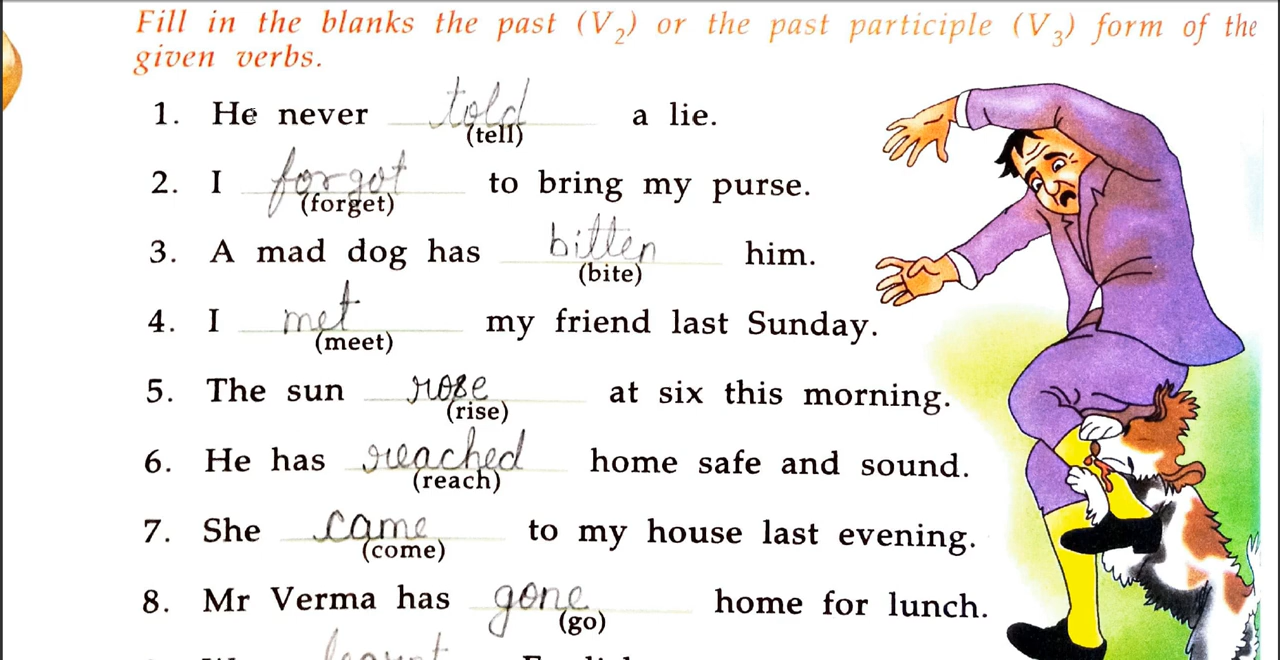 Fill in the blanks the past (V₂) or the past participle (V₃) form of the
given verbs.
1. He never told a lie.
(tell)
2. I forgot to bring my purse.
(forget)
3. A mad dog has bitten him.
(bite)
4. I met my friend last Sunday.
(meet)
5. The sun rose at six this morning.
(rise)
6. He has reached home safe and sound.
(reach)
7. She came to my house last evening.
(come)
8. Mr Verma has gone home for lunch.
(go)